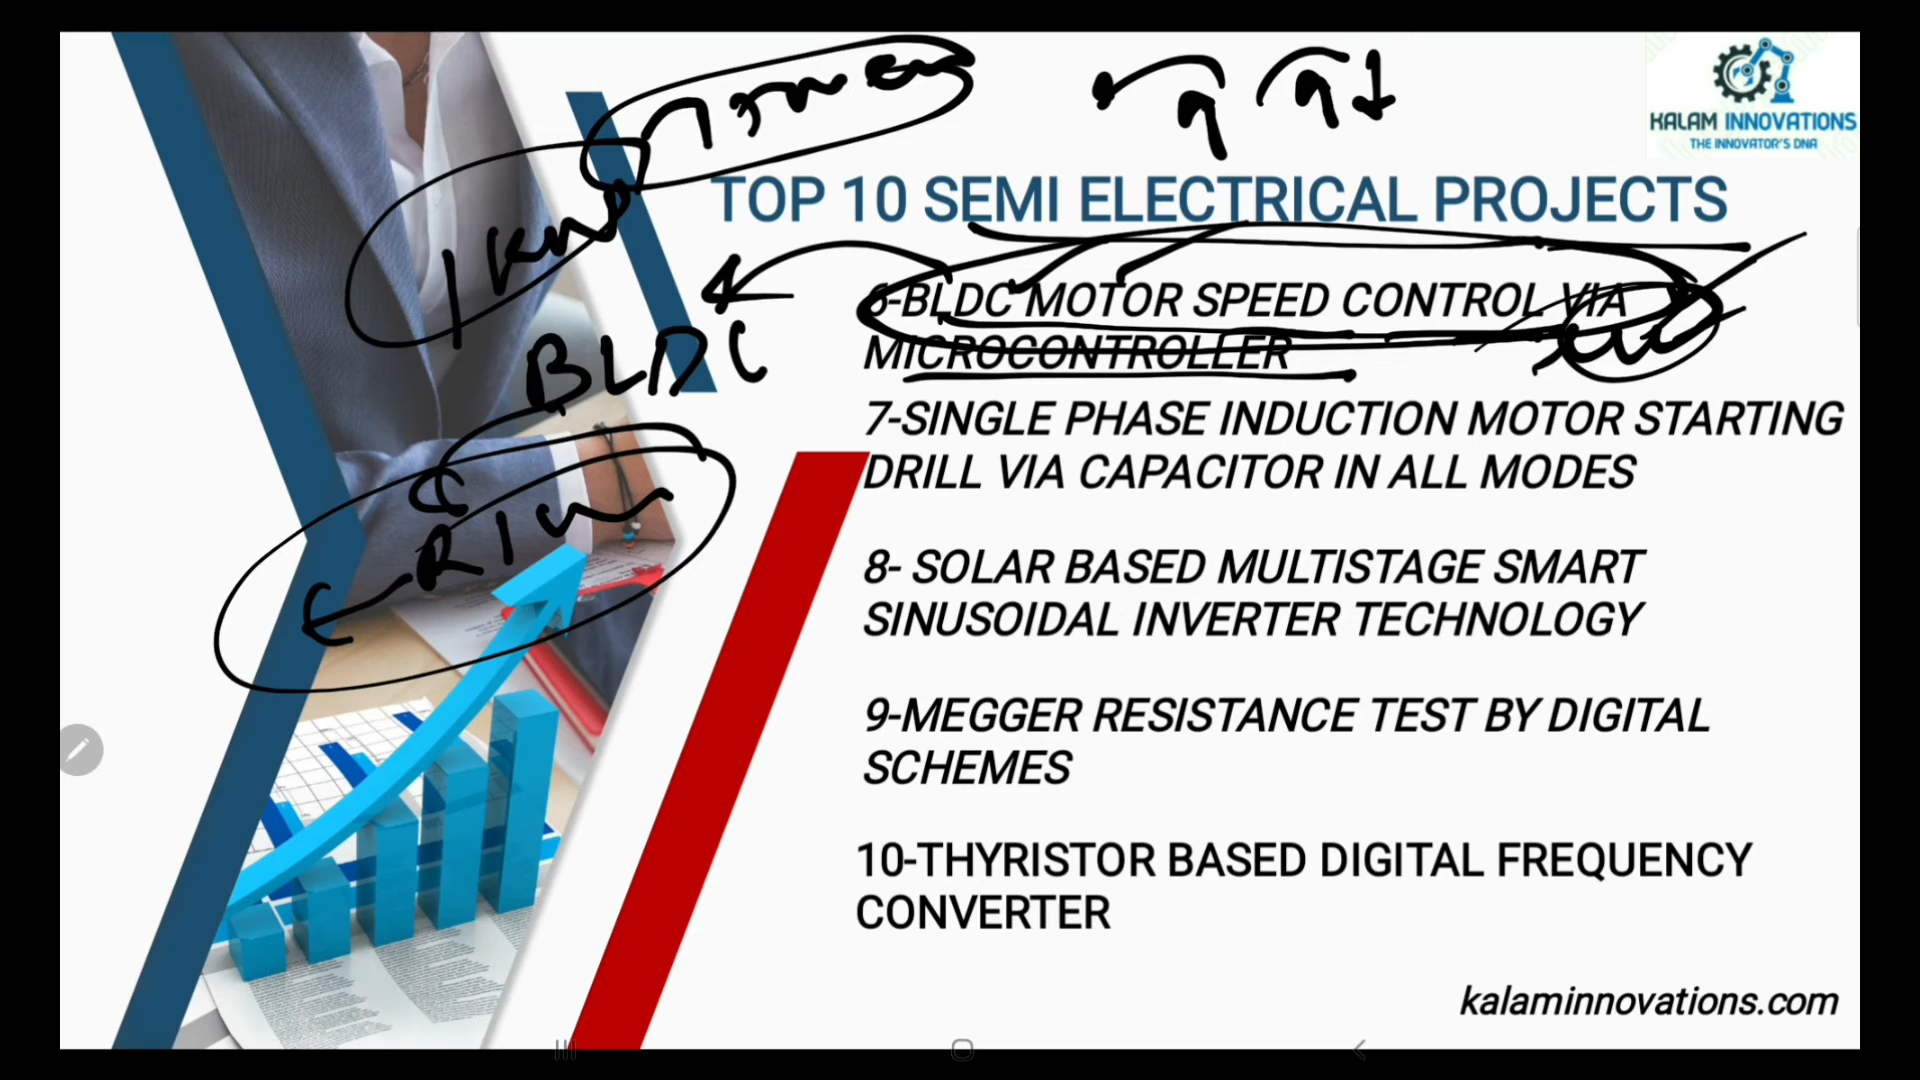 KALAM INNOVATIONS
THE INNOVATOR'S DNA
TOP 10 SEMI ELECTRICAL PROJECTS
6-BLDC MOTOR SPEED CONTROL VIA
MICROCONTROLLER
BLDC
7-SINGLE PHASE INDUCTION MOTOR STARTING
DRILL VIA CAPACITOR IN ALL MODES
8- SOLAR BASED MULTISTAGE SMART
SINUSOIDAL INVERTER TECHNOLOGY
9-MEGGER RESISTANCE TEST BY DIGITAL
SCHEMES
10-THYRISTOR BASED DIGITAL FREQUENCY
CONVERTER
kalaminnovations.com